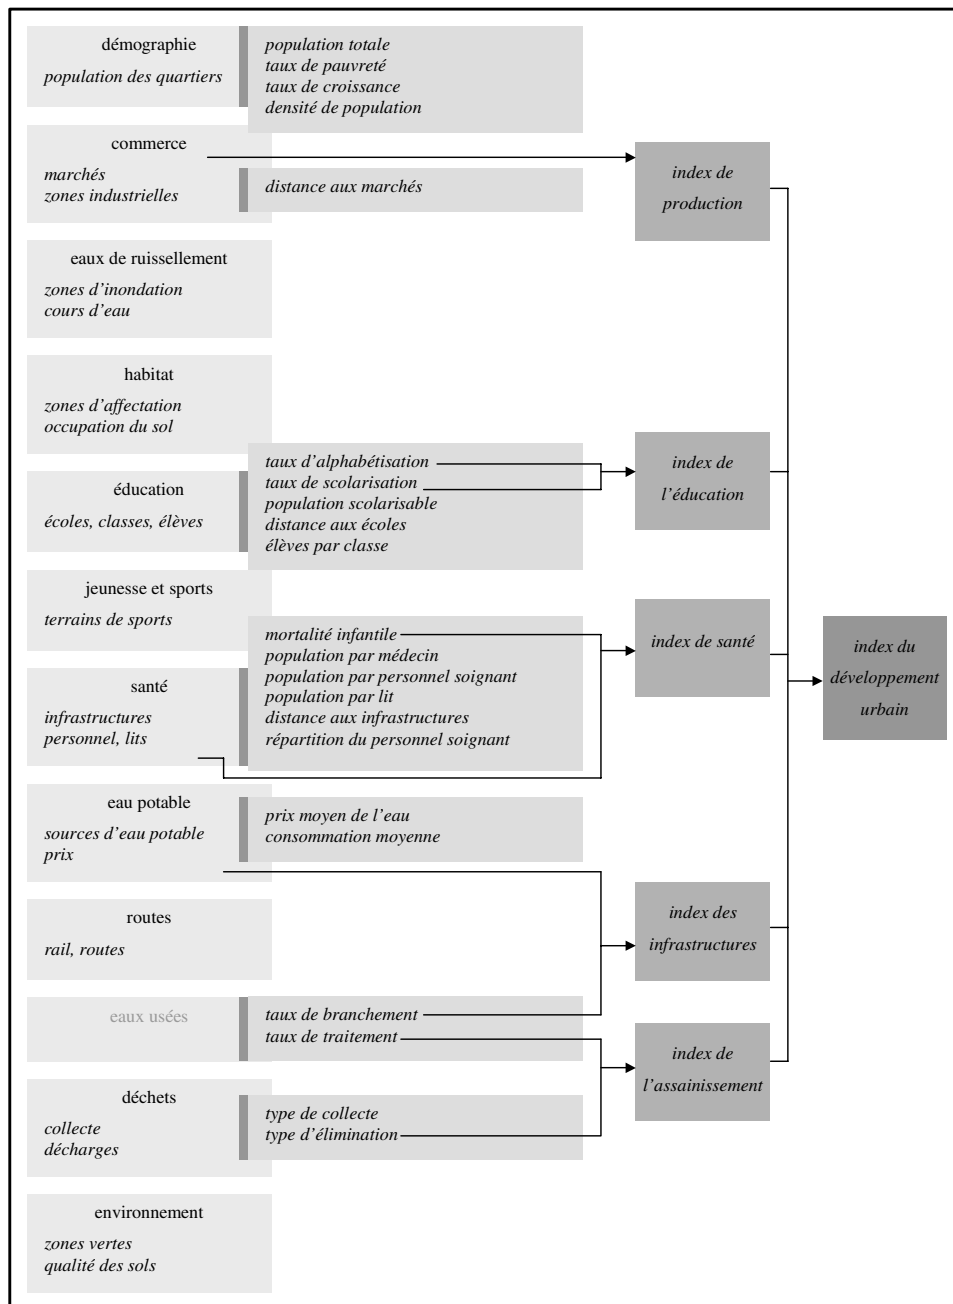 démographie
population des quartiers
population totale
taux de pauvreté
taux de croissance
densité de population
commerce
marchés
zones industrielles
distance aux marchés
index de
production
eaux de ruissellement
zones d'inondation
cours d'eau
habitat
zones d'affectation
occupation du sol
éducation
écoles, classes, élèves
taux d'alphabétisation
taux de scolarisation
population scolarisable
distance aux écoles
élèves par classe
index de
l'éducation
jeunesse et sports
terrains de sports
santé
infrastructures
personnel, lits
mortalité infantile
population par médecin
population par personnel soignant
population par lit
distance aux infrastructures
répartition du personnel soignant
index de santé
index du
développement
urbain
eau potable
sources d'eau potable
prix
prix moyen de l'eau
consommation moyenne
routes
rail, routes
index des
infrastructures
eaux usées
taux de branchement
taux de traitement
index de
l'assainissement
déchets
collecte
décharges
type de collecte
type d'élimination
environnement
zones vertes
qualité des sols